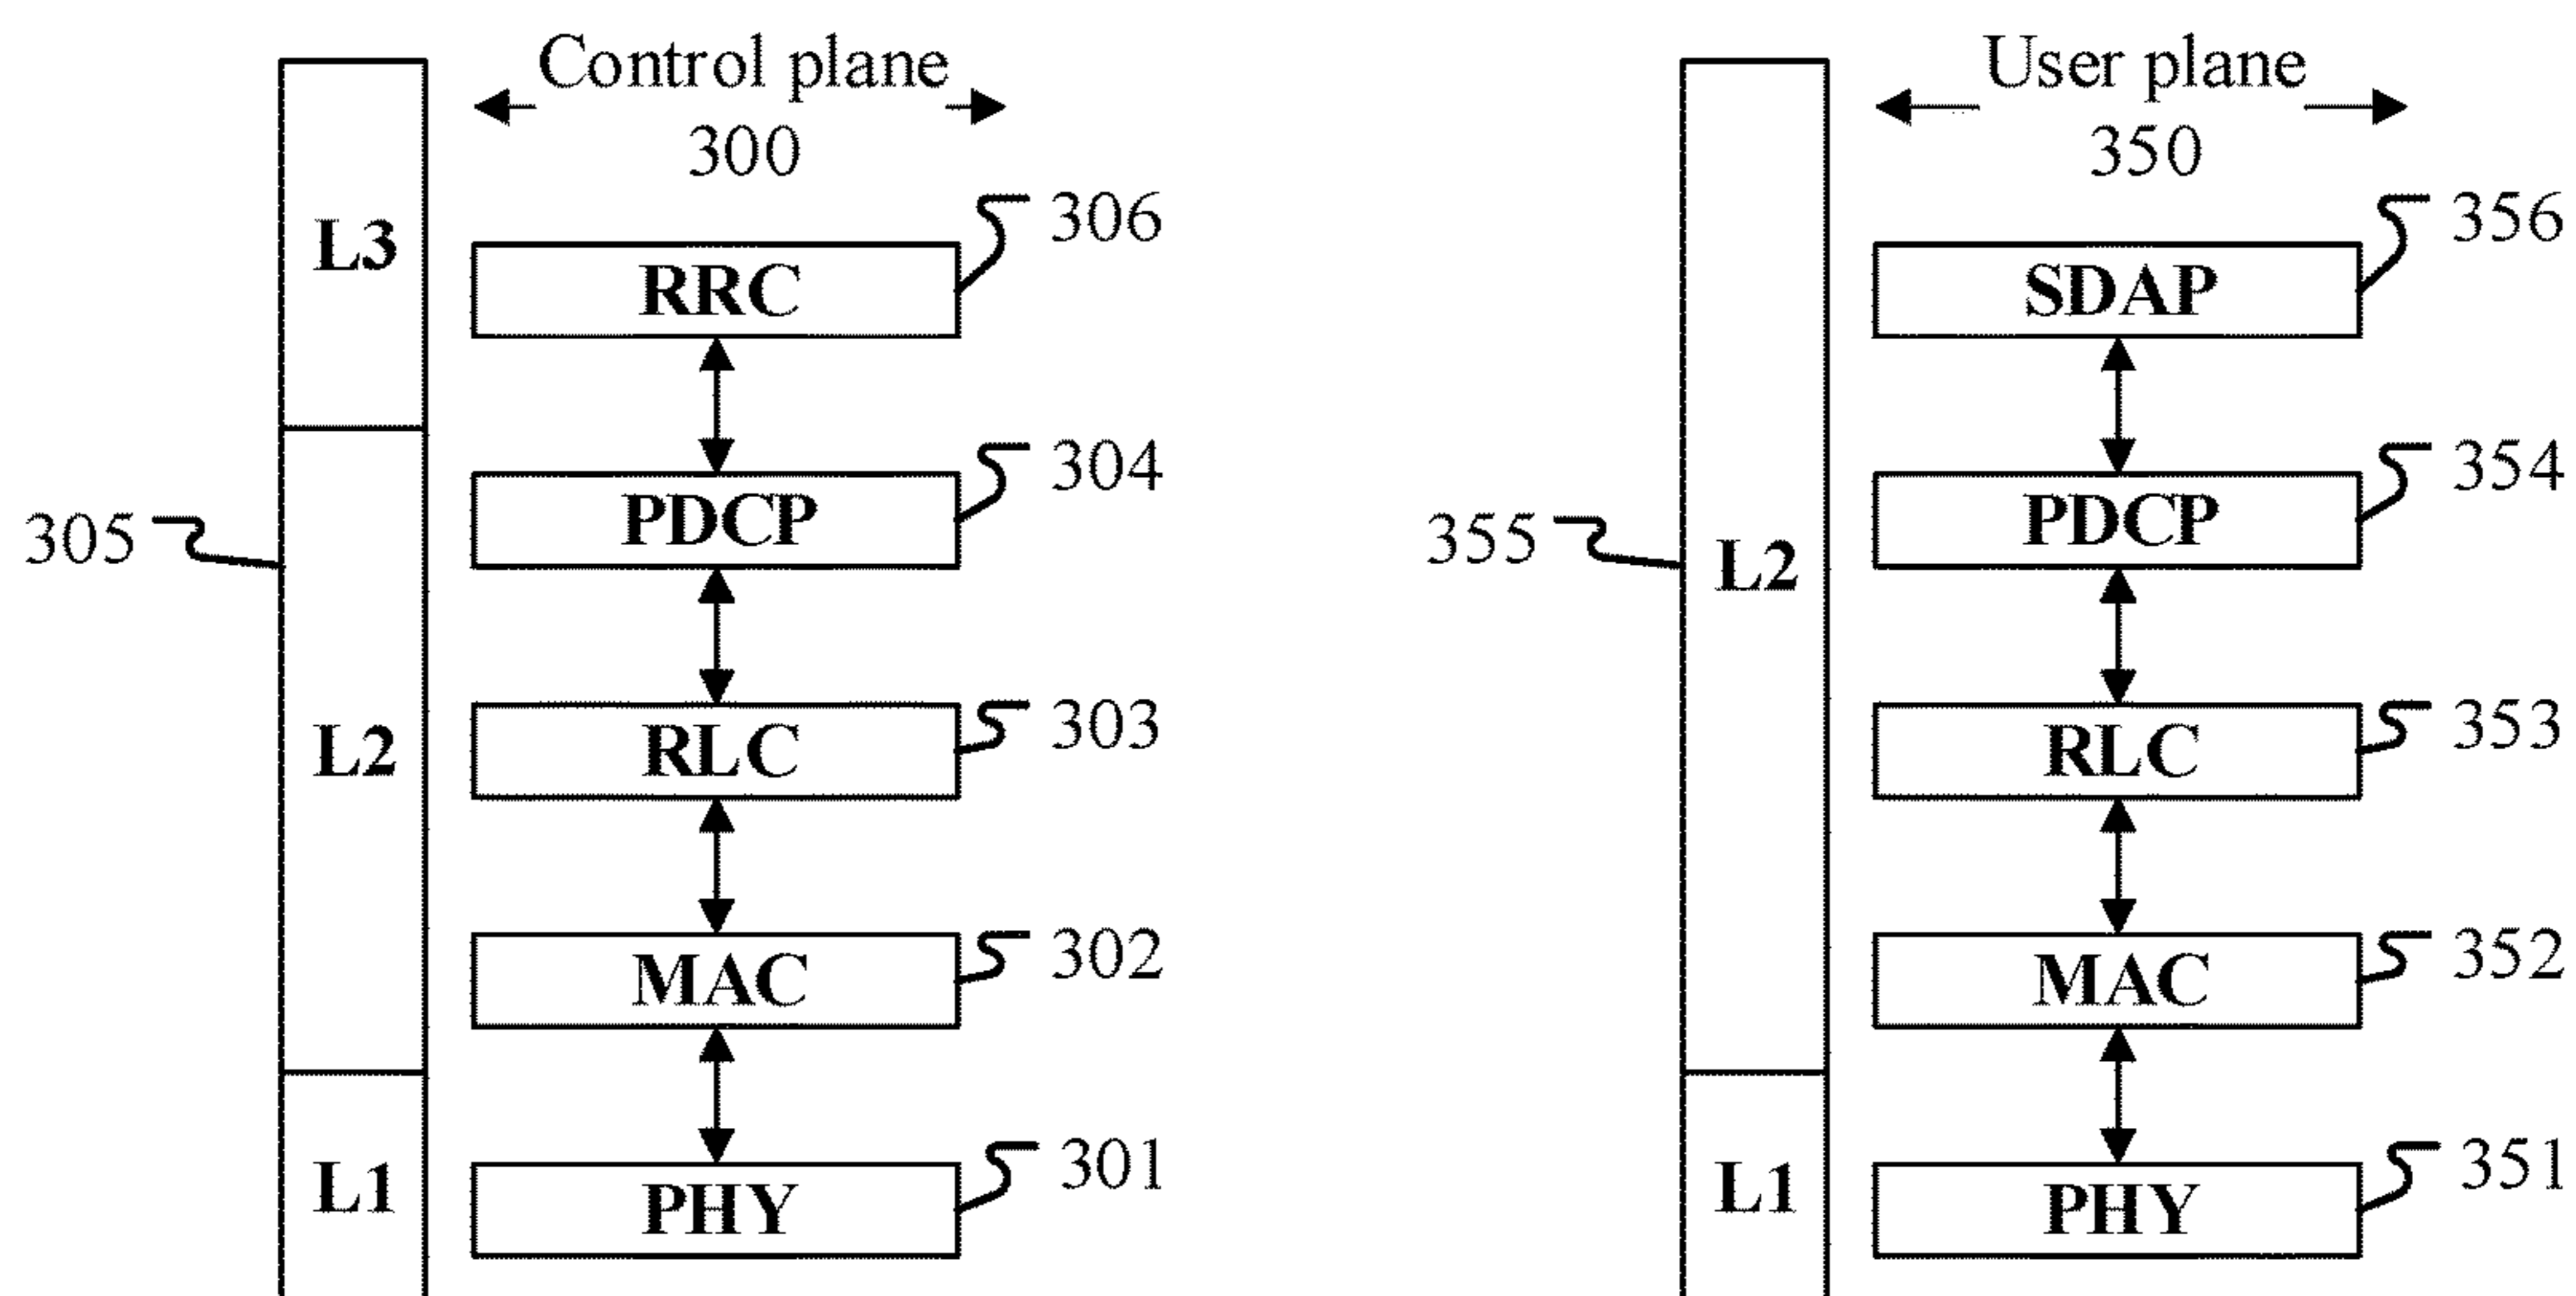 Control plane
300
L3
RRC
306
PDCP
304
305
L2
RLC
303
MAC
302
L1
PHY
301
User plane
350
SDAP
356
PDCP
354
355
L2
RLC
353
MAC
352
L1
PHY
351